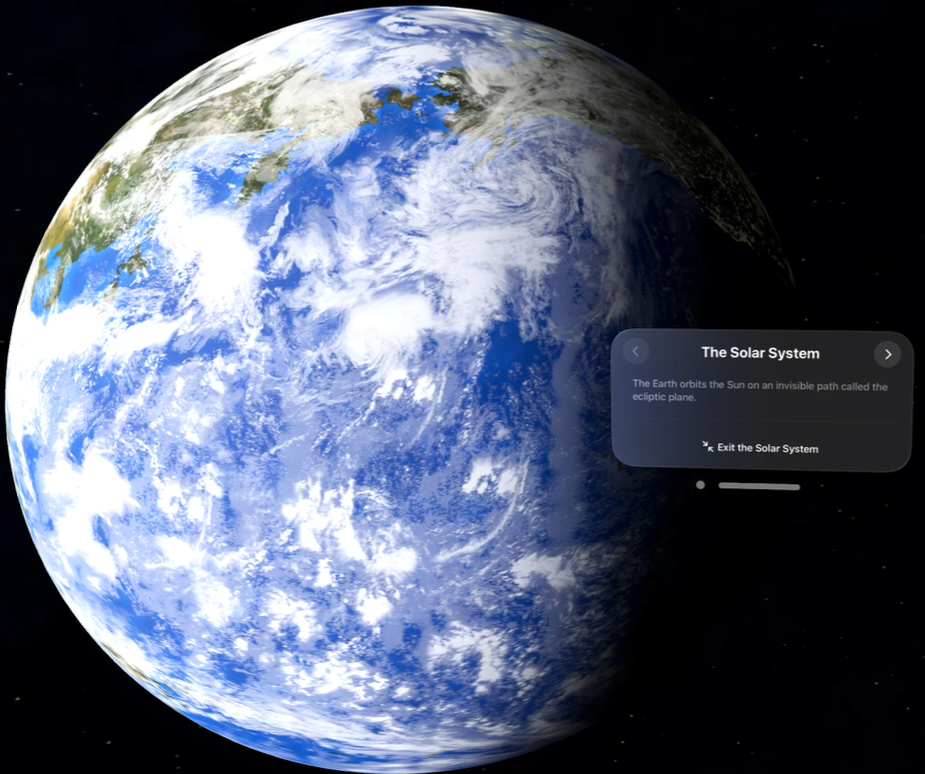 The Solar System
The Earth orbits the Sun on an invisible path called the
ecliptic plane.
Exit the Solar System